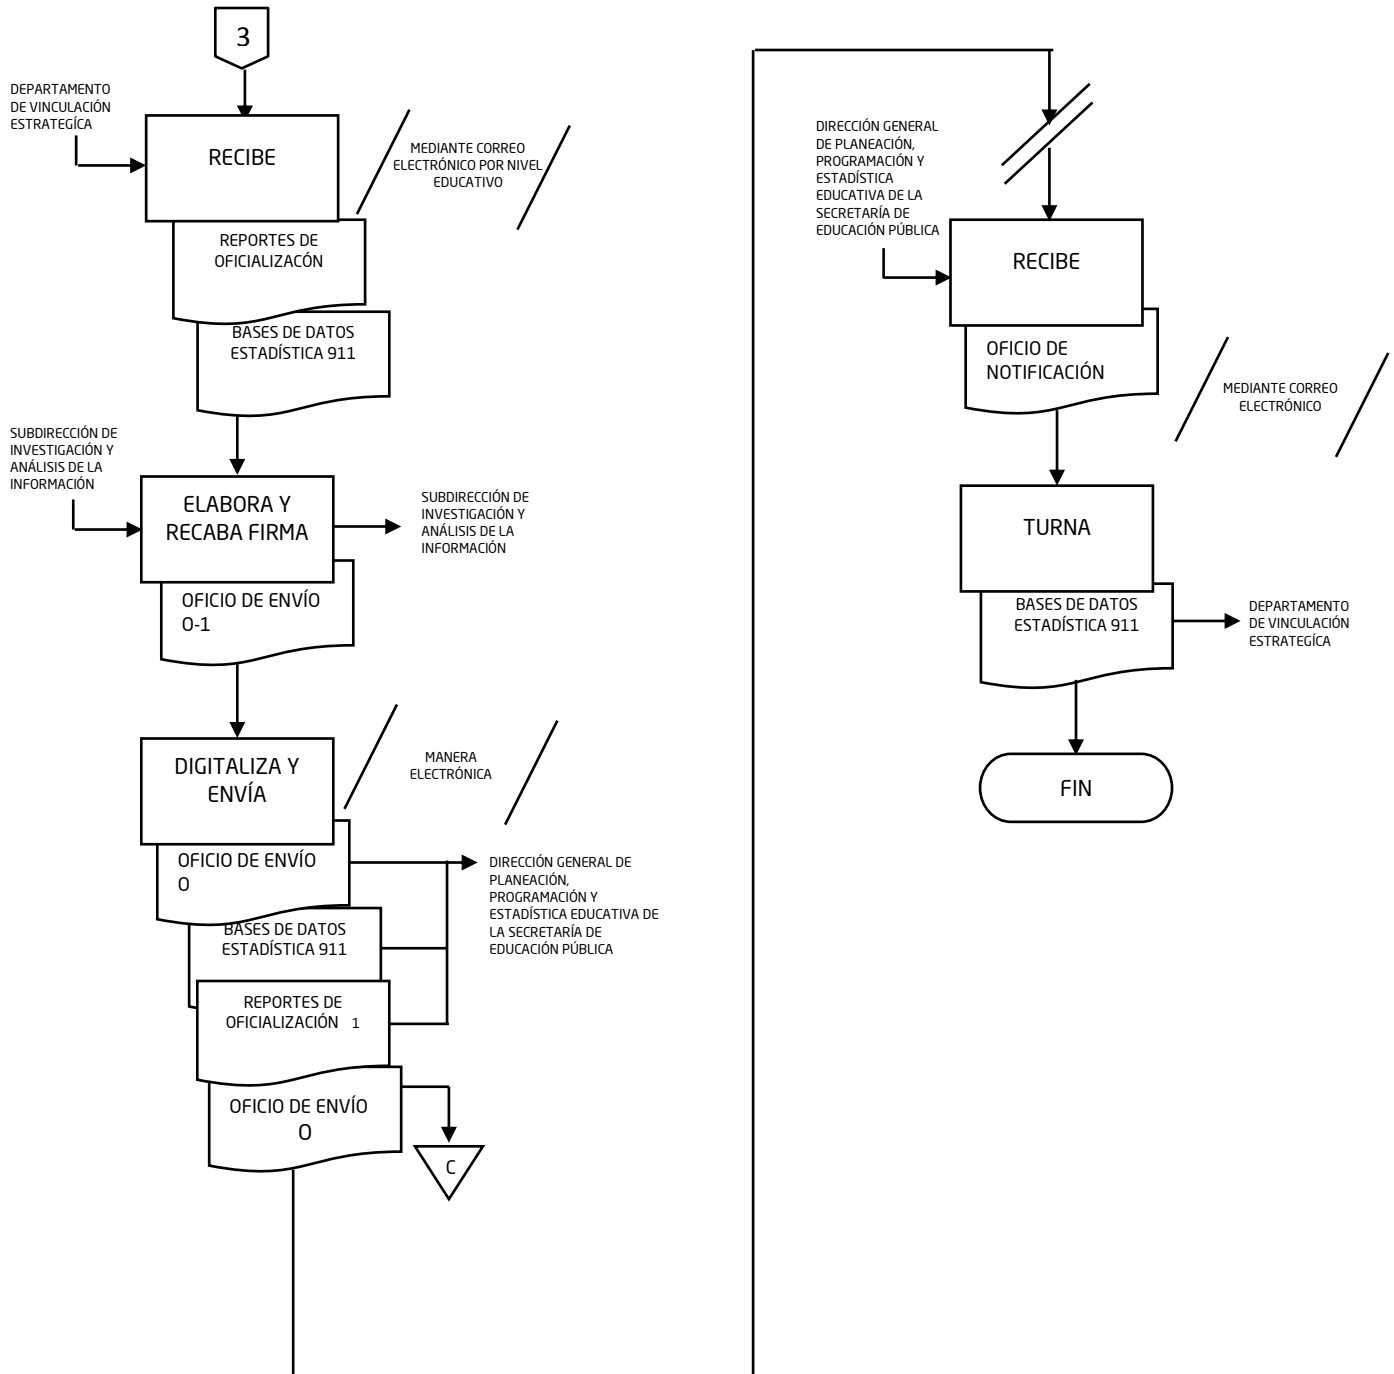 3
DEPARTAMENTO
DE VINCULACIÓN
ESTRATEGÍCA
RECIBE
MEDIANTE CORREO
ELECTRÓNICO POR NIVEL
EDUCATIVO
REPORTES DE
OFICIALIZACÓN
BASES DE DATOS
ESTADÍSTICA 911
SUBDIRECCIÓN DE
INVESTIGACIÓN Y
ANÁLISIS DE LA
INFORMACIÓN
ELABORA Y
RECABA FIRMA
SUBDIRECCIÓN DE
INVESTIGACIÓN Y
ANÁLISIS DE LA
INFORMACIÓN
OFICIO DE ENVÍO
O-1
DIGITALIZA Y
ENVÍA
MANERA
ELECTRÓNICA
OFICIO DE ENVÍO
O
DIRECCIÓN GENERAL DE
PLANEACIÓN,
PROGRAMACIÓN Y
ESTADÍSTICA EDUCATIVA DE
LA SECRETARÍA DE
EDUCACIÓN PÚBLICA
BASES DE DATOS
ESTADÍSTICA 911
REPORTES DE
OFICIALIZACIÓN 1
OFICIO DE ENVÍO
O
C
DIRECCIÓN GENERAL
DE PLANEACIÓN,
PROGRAMACIÓN Y
ESTADÍSTICA
EDUCATIVA DE LA
SECRETARÍA DE
EDUCACIÓN PÚBLICA
RECIBE
OFICIO DE
NOTIFICACIÓN
MEDIANTE CORREO
ELECTRÓNICO
TURNA
BASES DE DATOS
ESTADÍSTICA 911
DEPARTAMENTO
DE VINCULACIÓN
ESTRATEGÍCA
FIN